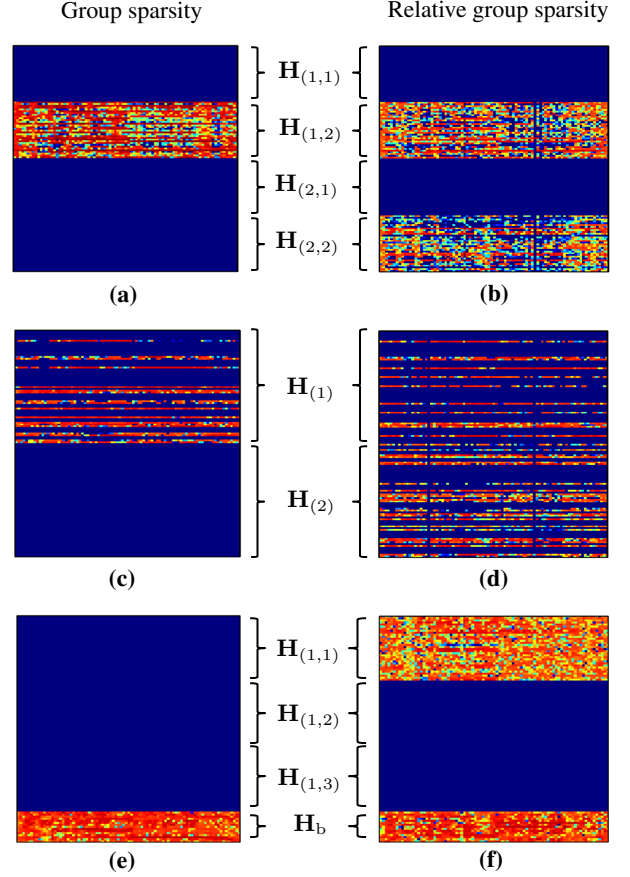 Group sparsity Relative group sparsity
H(1,1)
H(1,2)
H(2,1)
H(2,2)
(a) (b)
H(1)
H(2)
(c) (d)
H(1,1)
H(1,2)
H(1,3)
Hb
(e) (f)